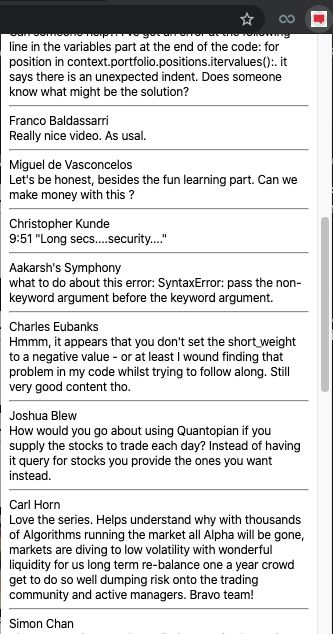 Can someone help?? I've got an error at the following
line in the variables part at the end of the code: for
position in context.portfolio.positions.itervalues():. it
says there is an unexpected indent. Does someone
know what might be the solution?
Franco Baldassarri
Really nice video. As usal.
Miguel de Vasconcelos
Let's be honest, besides the fun learning part. Can we
make money with this ?
Christopher Kunde
9:51 "Long secs....security...."
Aakarsh's Symphony
what to do about this error: SyntaxError: pass the non-
keyword argument before the keyword argument.
Charles Eubanks
Hmmm, it appears that you don't set the short_weight
to a negative value - or at least I wound finding that
problem in my code whilst trying to follow along. Still
very good content tho.
Joshua Blew
How would you go about using Quantopian if you
supply the stocks to trade each day? Instead of having
it query for stocks you provide the ones you want
instead.
Carl Horn
Love the series. Helps understand why with thousands
of Algorithms running the market all Alpha will be gone,
markets are diving to low volatility with wonderful
liquidity for us long term re-balance one a year crowd
get to do so well dumping risk onto the trading
community and active managers. Bravo team!
Simon Chan